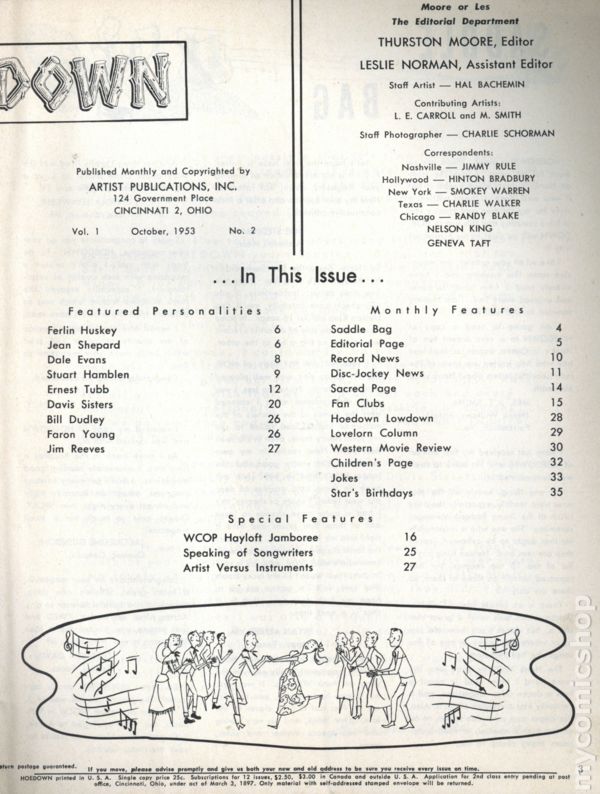 DOWN
Published Monthly and Copyrighted by
ARTIST PUBLICATIONS, INC.
124 Government Place
CINCINNATI 2, OHIO
Vol. 1 October, 1953 No. 2
Moore or Les
The Editorial Department
THURSTON MOORE, Editor
LESLIE NORMAN, Assistant Editor
Staff Artist — HAL BACHEMIN
Contributing Artists:
L. E. CARROLL and M. SMITH
Staff Photographer — CHARLIE SCHORMAN
Correspondents:
Nashville — JIMMY RULE
Hollywood — HINTON BRADBURY
New York — SMOKEY WARREN
Texas — CHARLIE WALKER
Chicago — RANDY BLAKE
NELSON KING
GENEVA TAFT
...In This Issue...
Featured Personalities
Ferlin Huskey 6
Jean Shepard 6
Dale Evans 8
Stuart Hamblen 9
Ernest Tubb 12
Davis Sisters 20
Bill Dudley 26
Faron Young 26
Jim Reeves 27
Monthly Features
Saddle Bag 4
Editorial Page 5
Record News 10
Disc-Jockey News 11
Sacred Page 14
Fan Clubs 15
Hoedown Lowdown 28
Lovelorn Column 29
Western Movie Review 30
Children's Page 32
Jokes 33
Star's Birthdays 35
Special Features
WCOP Hayloft Jamboree 16
Speaking of Songwriters 25
Artist Versus Instruments 27
eturn postage guaranteed. If you move, please advise promptly and give us both your new and old address to be sure you receive every issue on time. 3
HOEDOWN printed in U. S. A. Single copy price 25c. Subscriptions for 12 issues, $2.50, $3.00 in Canada and outside U. S. A. Application for 2nd class entry pending at post
office, Cincinnati, Ohio, under act of March 3, 1897. Only material with self-addressed stamped envelope will be returned.
mycomicshop